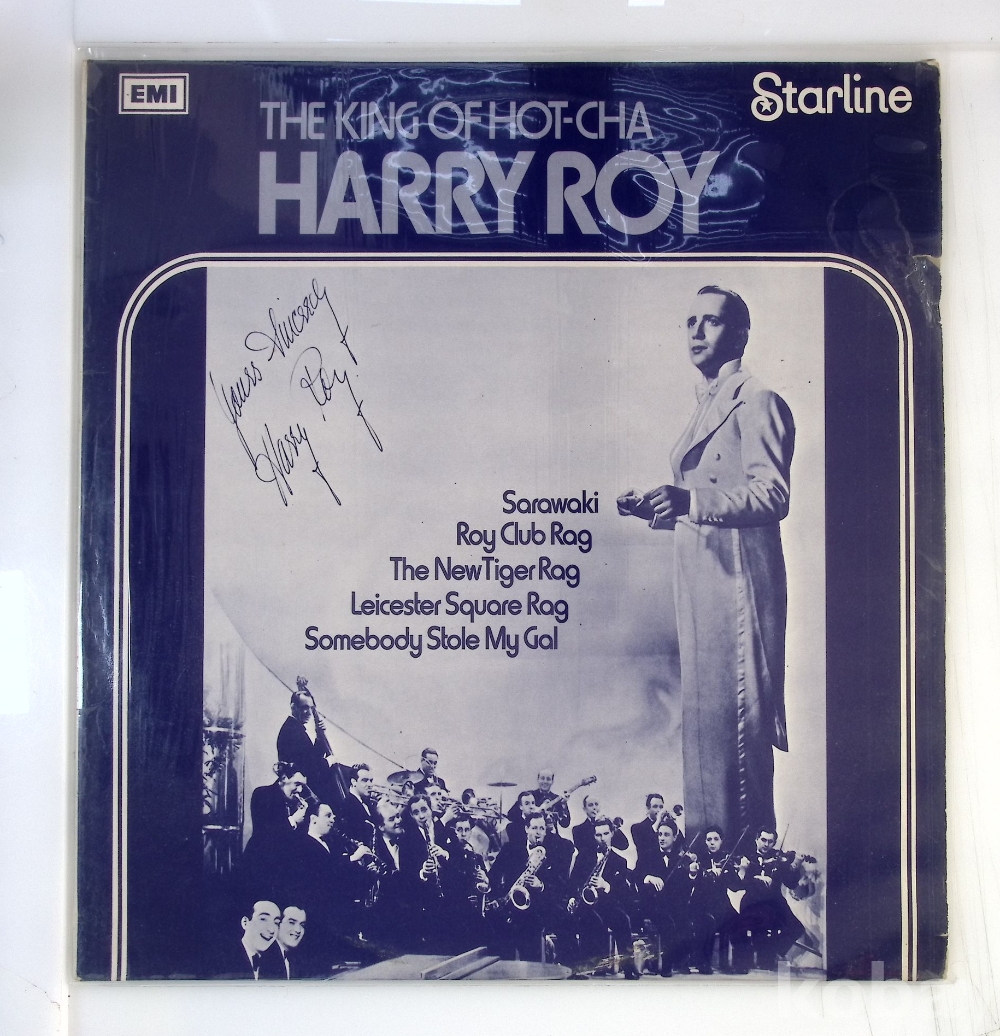 EMI
Starline
THE KING OF HOT-CHA
HARRY ROY
Yours Sincerely
Harry Roy
Sarawaki
Roy Club Rag
The New Tiger Rag
Leicester Square Rag
Somebody Stole My Gal